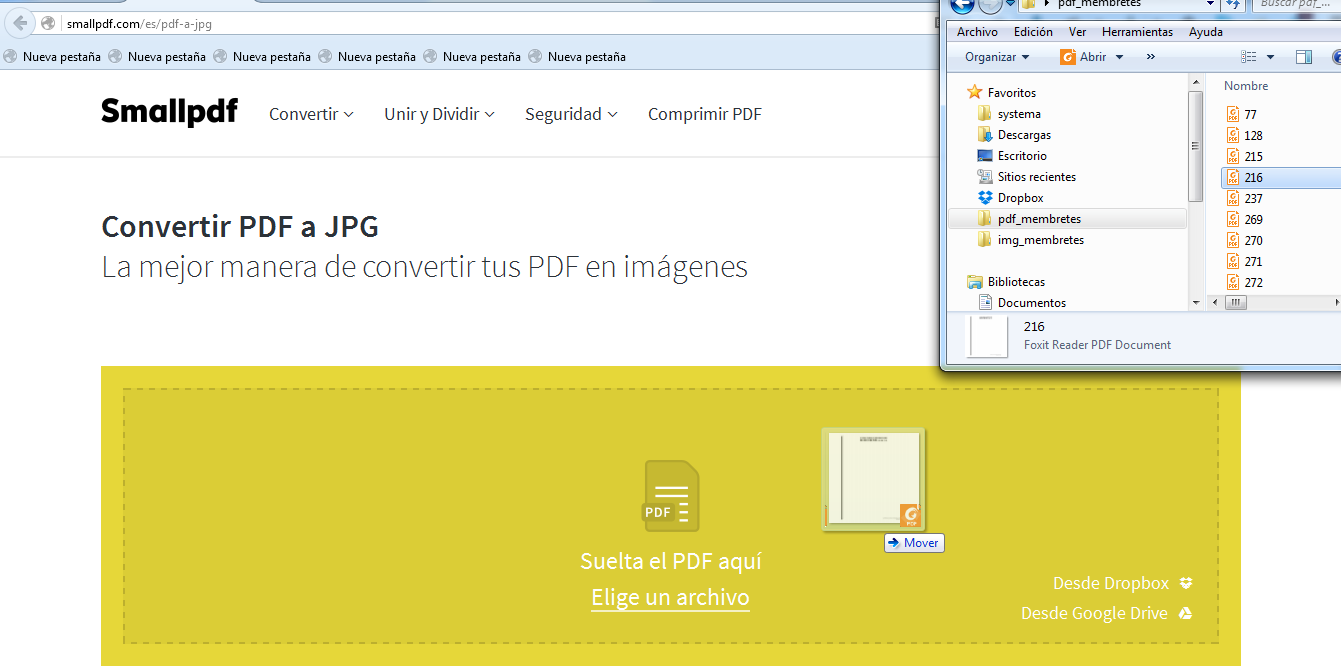 smallpdf.com/es/pdf-a-jpg
Nueva pestaña Nueva pestaña Nueva pestaña Nueva pestaña Nueva pestaña Nueva pestaña
Smallpdf Convertir Unir y Dividir Seguridad Comprimir PDF
Convertir PDF a JPG
La mejor manera de convertir tus PDF en imágenes
PDF
Suelta el PDF aquí
Elige un archivo
PDF
Mover
Desde Dropbox
Desde Google Drive
pdf_membretes
Buscar pdf_...
Archivo Edición Ver Herramientas Ayuda
Organizar Abrir »
Favoritos
systema
Descargas
Escritorio
Sitios recientes
Dropbox
pdf_membretes
img_membretes
Bibliotecas
Documentos
Nombre
77
128
215
216
237
269
270
271
272
216
Foxit Reader PDF Document